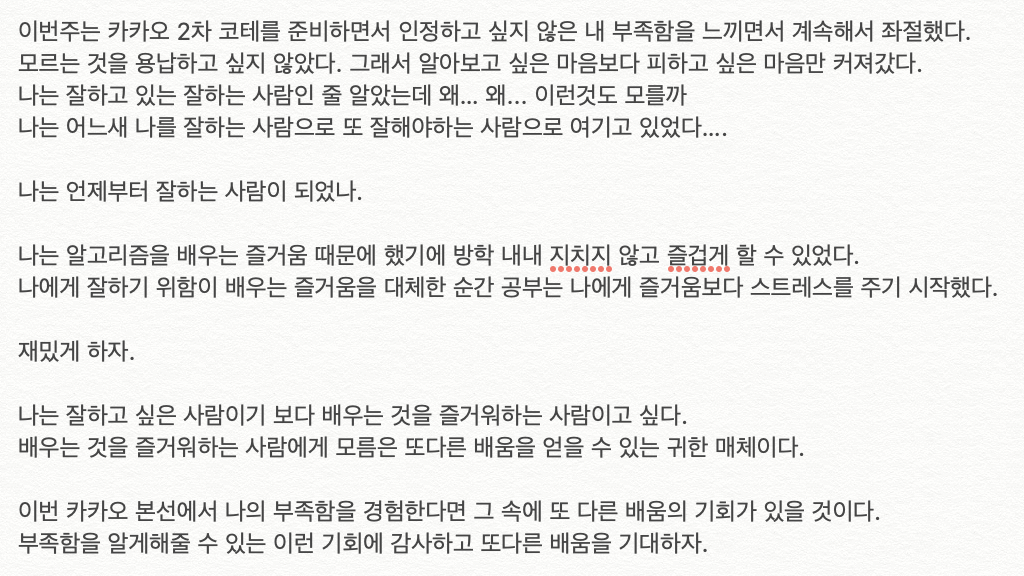 이번주는 카카오 2차 코테를 준비하면서 인정하고 싶지 않은 내 부족함을 느끼면서 계속해서 좌절했다.
모르는 것을 용납하고 싶지 않았다. 그래서 알아보고 싶은 마음보다 피하고 싶은 마음만 커져갔다.
나는 잘하고 있는 잘하는 사람인 줄 알았는데 왜... 왜... 이런것도 모를까
나는 어느새 나를 잘하는 사람으로 또 잘해야하는 사람으로 여기고 있었다....
나는 언제부터 잘하는 사람이 되었나.
나는 알고리즘을 배우는 즐거움 때문에 했기에 방학 내내 지치지 않고 즐겁게 할 수 있었다.
나에게 잘하기 위함이 배우는 즐거움을 대체한 순간 공부는 나에게 즐거움보다 스트레스를 주기 시작했다.
재밌게 하자.
나는 잘하고 싶은 사람이기 보다 배우는 것을 즐거워하는 사람이고 싶다.
배우는 것을 즐거워하는 사람에게 모름은 또다른 배움을 얻을 수 있는 귀한 매체이다.
이번 카카오 본선에서 나의 부족함을 경험한다면 그 속에 또 다른 배움의 기회가 있을 것이다.
부족함을 알게해줄 수 있는 이런 기회에 감사하고 또다른 배움을 기대하자.